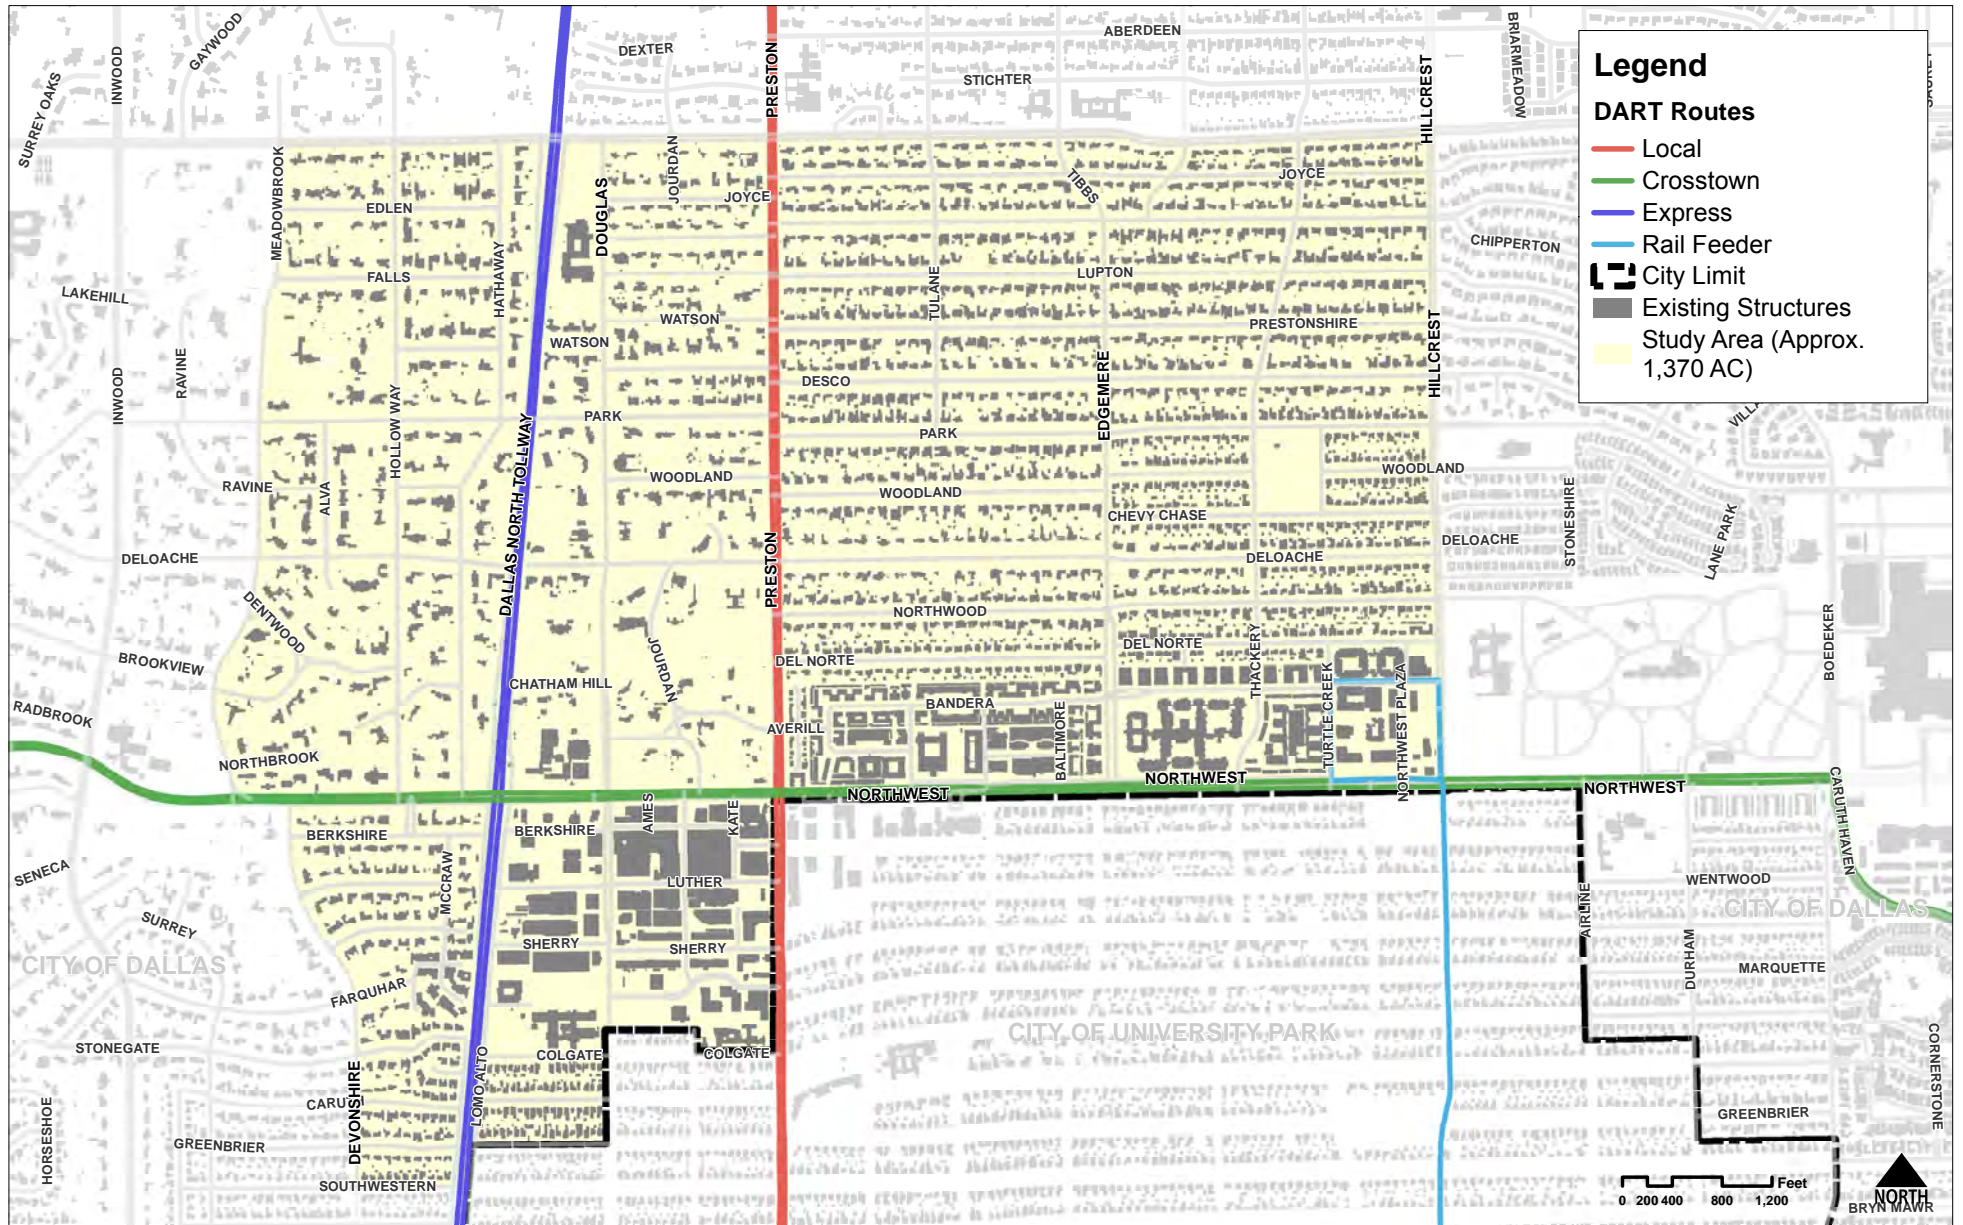 Legend
DART Routes
Local
Crosstown
Express
Rail Feeder
City Limit
Existing Structures
Study Area (Approx.
1,370 AC)
SURREY OAKS
INWOOD
GAYWOOD
DEXTER
PRESTON
ABERDEEN
STICHTER
HILLCREST
BRIARMEADOW
MEADOWBROOK
EDLEN
FALLS
HATHAWAY
DOUGLAS
JOURDAN
JOYCE
TIBBS
JOYCE
CHIPPERTON
LAKEHILL
WATSON
WATSON
TULANE
LUPTON
PRESTONSHIRE
HILLCREST
INWOOD
RAVINE
HOLLOW WAY
DESCO
EDGEMERE
PARK
PARK
DALLAS NORTH TOLLWAY
RAVINE
ALVA
WOODLAND
WOODLAND
WOODLAND
CHEVY CHASE
STONESHIRE
LANE PARK
DELOACHE
DELOACHE
DELOACHE
PRESTON
DENTWOOD
NORTHWOOD
BROOKVIEW
JOURDAN
DEL NORTE
DEL NORTE
THACKERY
BOEDEKER
CHATHAM HILL
RADBROOK
BANDERA
BALTIMORE
AVERILL
TURTLE CREEK
NORTHWEST PLAZA
NORTHBROOK
NORTHWEST
NORTHWEST
NORTHWEST
CARUTH HAVEN
BERKSHIRE
BERKSHIRE
AMES
KATE
SENECA
MCCRAW
LUTHER
WENTWOOD
CITY OF DALLAS
SURREY
SHERRY
SHERRY
AIRLINE
DURHAM
MARQUETTE
CITY OF DALLAS
FARQUHAR
CITY OF UNIVERSITY PARK
STONEGATE
COLGATE
COLGATE
LOMO ALTO
DEVONSHIRE
CORNERSTONE
HORSESHOE
GREENBRIER
GREENBRIER
SOUTHWESTERN
Feet
0 200 400 800 1,200
NORTH
BRYN MAWR